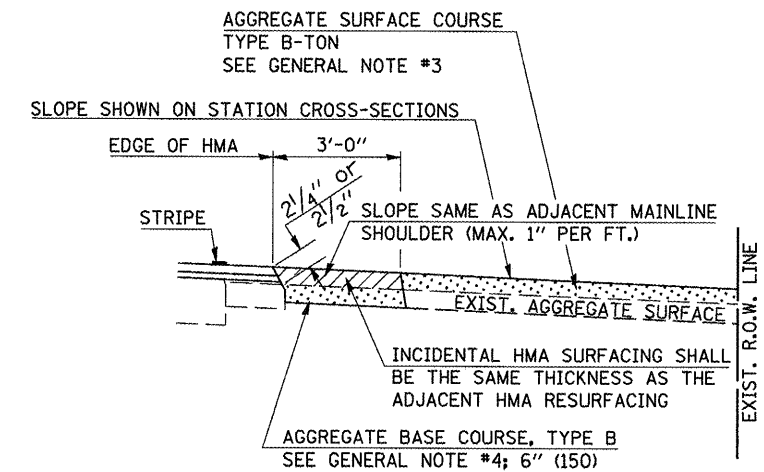 AGGREGATE SURFACE COURSE
TYPE B-TON
SEE GENERAL NOTE #3
SLOPE SHOWN ON STATION CROSS-SECTIONS
EDGE OF HMA
3'-0"
2 1/4" or
2 1/2"
STRIPE
SLOPE SAME AS ADJACENT MAINLINE
SHOULDER (MAX. 1" PER FT.)
EXIST. AGGREGATE SURFACE
EXIST. R.O.W. LINE
INCIDENTAL HMA SURFACING SHALL
BE THE SAME THICKNESS AS THE
ADJACENT HMA RESURFACING
AGGREGATE BASE COURSE, TYPE B
SEE GENERAL NOTE #4; 6" (150)